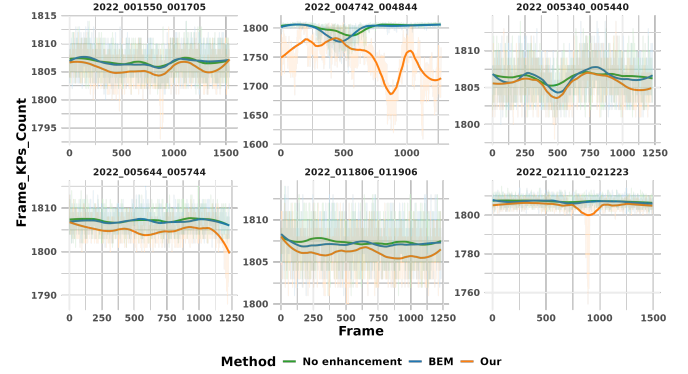 2022_001550_001705 2022_004742_004844 2022_005340_005440
1815
1810
1805
1800
1795
0 500 1000 1500
1800
1750
1700
1650
1600
0 500 1000
1810
1805
1800
0 250 500 750 1000 1250
Frame_KPs_Count
2022_005644_005744 2022_011806_011906 2022_021110_021223
1810
1800
1790
0 250 500 750 1000 1250
1810
1805
1800
0 250 500 750 1000 1250
1800
1780
1760
0 500 1000 1500
Frame
Method No enhancement BEM Our